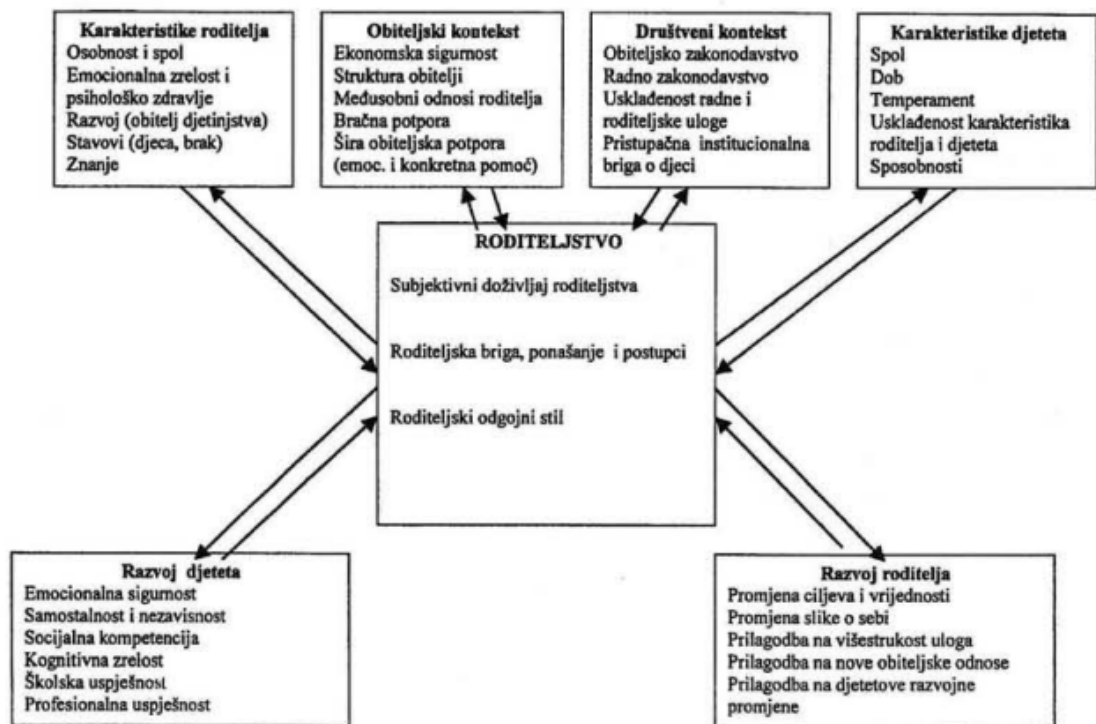 Karakteristike roditelja
Osobnost i spol
Emocionalna zrelost i
psihološko zdravlje
Razvoj (obitelj djetinjstva)
Stavovi (djeca, brak)
Znanje
Obiteljski kontekst
Ekonomska sigurnost
Struktura obitelji
Međusobni odnosi roditelja
Bračna potpora
Šira obiteljska potpora
(emoc. i konkretna pomoć)
Društveni kontekst
Obiteljsko zakonodavstvo
Radno zakonodavstvo
Usklađenost radne i
roditeljske uloge
Pristupačna institucionalna
briga o djeci
Karakteristike djeteta
Spol
Dob
Temperament
Usklađenost karakteristika
roditelja i djeteta
Sposobnosti
RODITELJSTVO
Subjektivni doživljaj roditeljstva
Roditeljska briga, ponašanje i postupci
Roditeljski odgojni stil
Razvoj djeteta
Emocionalna sigurnost
Samostalnost i nezavisnost
Socijalna kompetencija
Kognitivna zrelost
Školska uspješnost
Profesionalna uspješnost
Razvoj roditelja
Promjena ciljeva i vrijednosti
Promjena slike o sebi
Prilagodba na višestrukost uloga
Prilagodba na nove obiteljske odnose
Prilagodba na djetetove razvojne
promjene